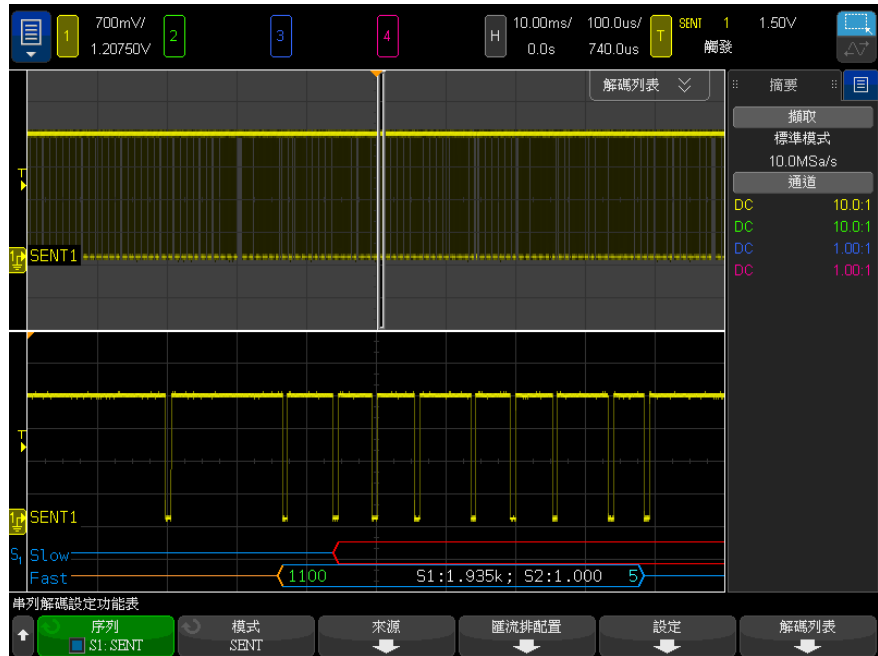 1 700mV/ 2 3 4 H 10.00ms/ 100.0us/ T SENT 1 1.50V
1.20750V 0.0s 740.0us 觸發
解碼列表
摘要
擷取
標準模式
10.0MSa/s
通道
DC 10.0:1
DC 10.0:1
DC 1.00:1
DC 1.00:1
T
SENT1
T
SENT1
S1 Slow
Fast 1100 S1:1.935k; S2:1.000 5
串列解碼設定功能表
序列 模式 來源 匯流排配置 設定 解碼列表
S1: SENT SENT